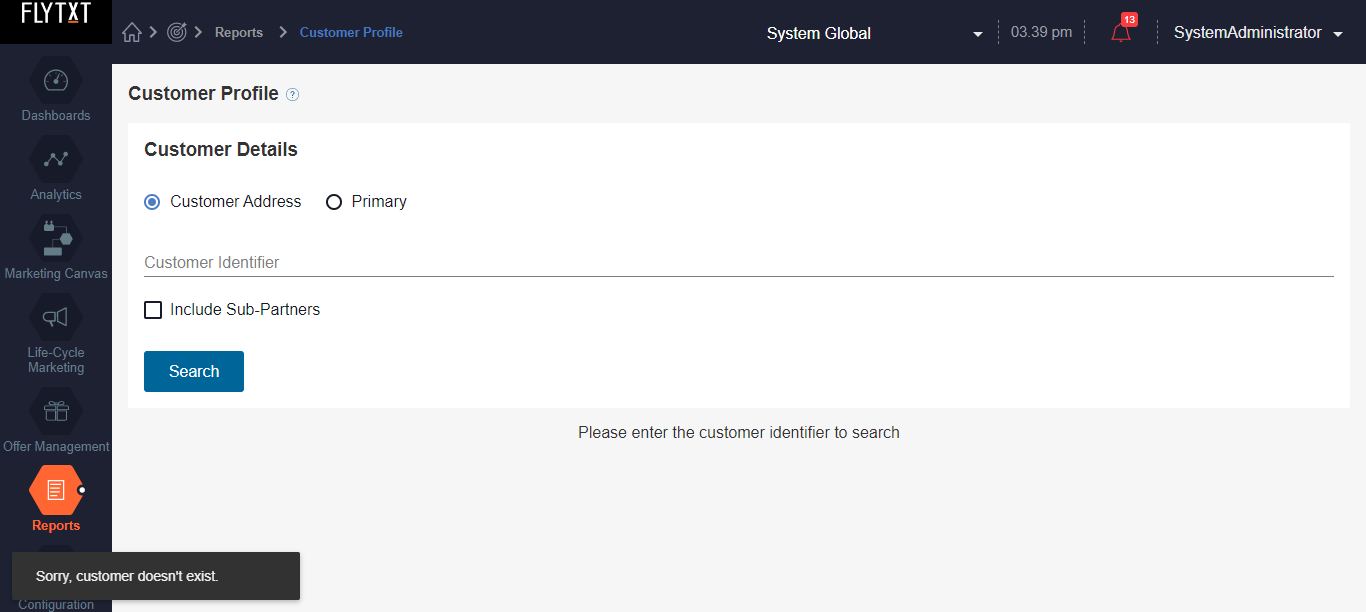 FLYTXT
Reports
Customer Profile
System Global
03.39 pm
13
SystemAdministrator
Dashboards
Analytics
Marketing Canvas
Life-Cycle
Marketing
Offer Management
Reports
Configuration
Customer Profile ?
Customer Details
Customer Address
Primary
Customer Identifier
Include Sub-Partners
Search
Please enter the customer identifier to search
Sorry, customer doesn't exist.